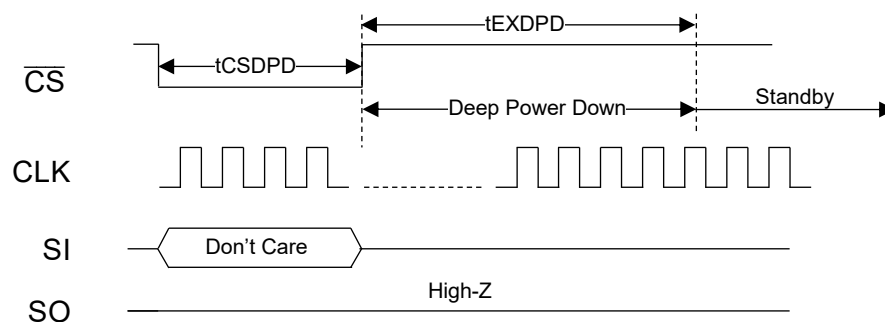 tEXDPD
tCSDPD
CS
Deep Power Down
Standby
CLK
SI
Don't Care
High-Z
SO